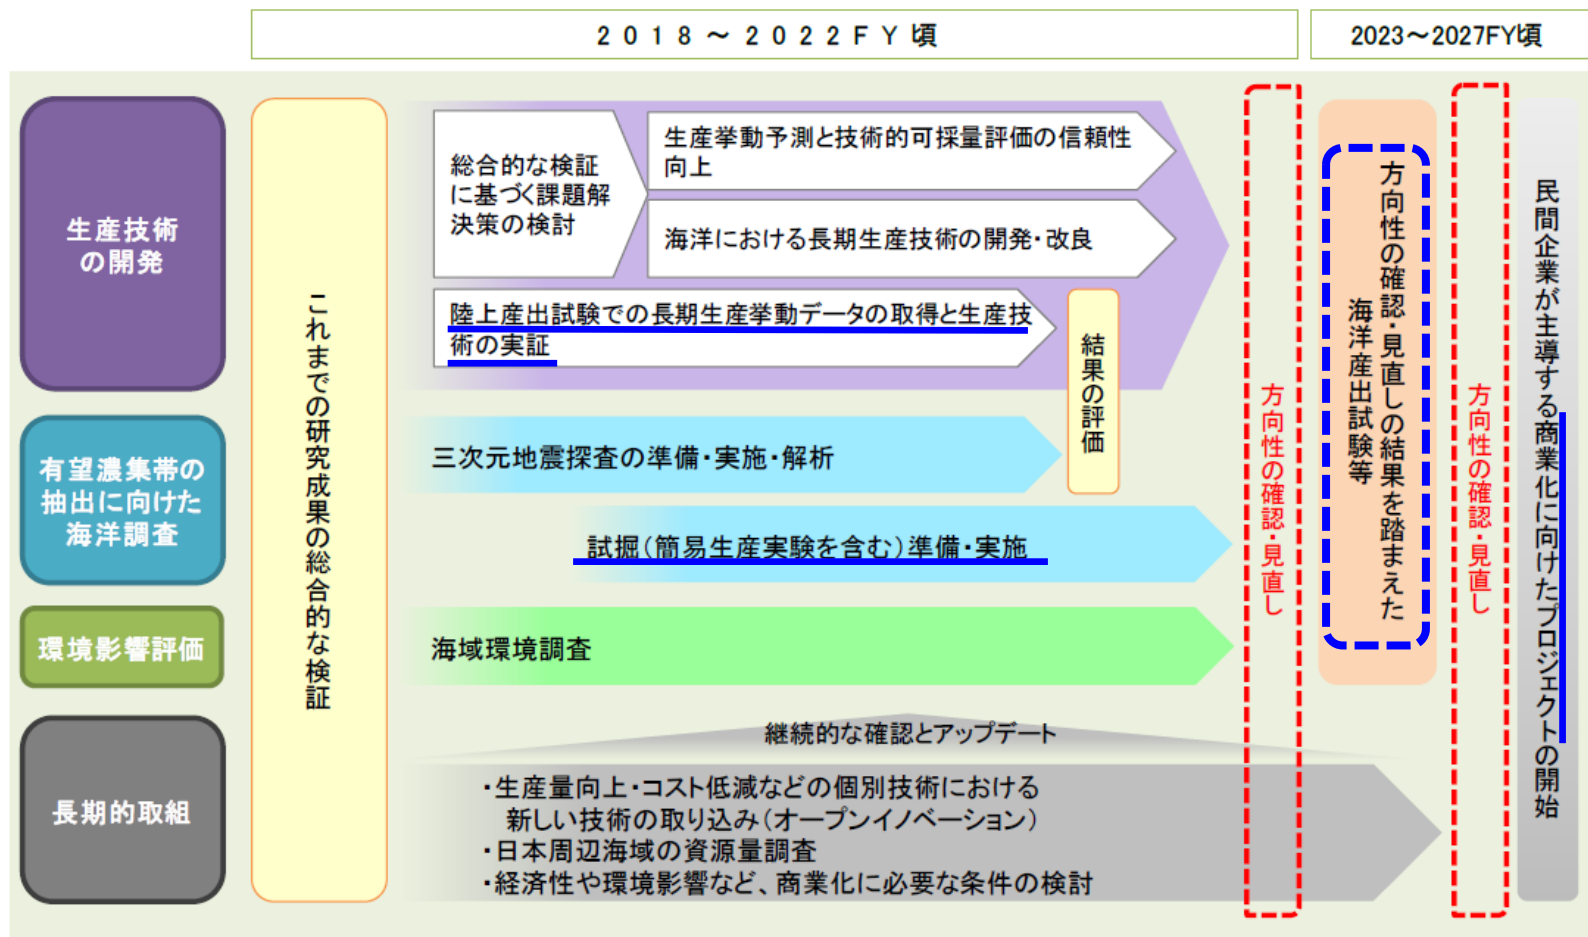 2018～2022FY頃
2023～2027FY頃
生産技術
の開発
有望濃集帯の
抽出に向けた
海洋調査
環境影響評価
長期的取組
これまでの研究成果の総合的な検証
総合的な検証
に基づく課題解
決策の検討
生産挙動予測と技術的可採量評価の信頼性
向上
海洋における長期生産技術の開発・改良
陸上産出試験での長期生産挙動データの取得と生産技
術の実証
結果の評価
三次元地震探査の準備・実施・解析
試掘（簡易生産実験を含む）準備・実施
海域環境調査
継続的な確認とアップデート
・生産量向上・コスト低減などの個別技術における
新しい技術の取り込み（オープンイノベーション）
・日本周辺海域の資源量調査
・経済性や環境影響など、商業化に必要な条件の検討
方向性の確認・見直し
方向性の確認・見直しの結果を踏まえた
海洋産出試験等
方向性の確認・見直し
民間企業が主導する商業化に向けたプロジェクトの開始